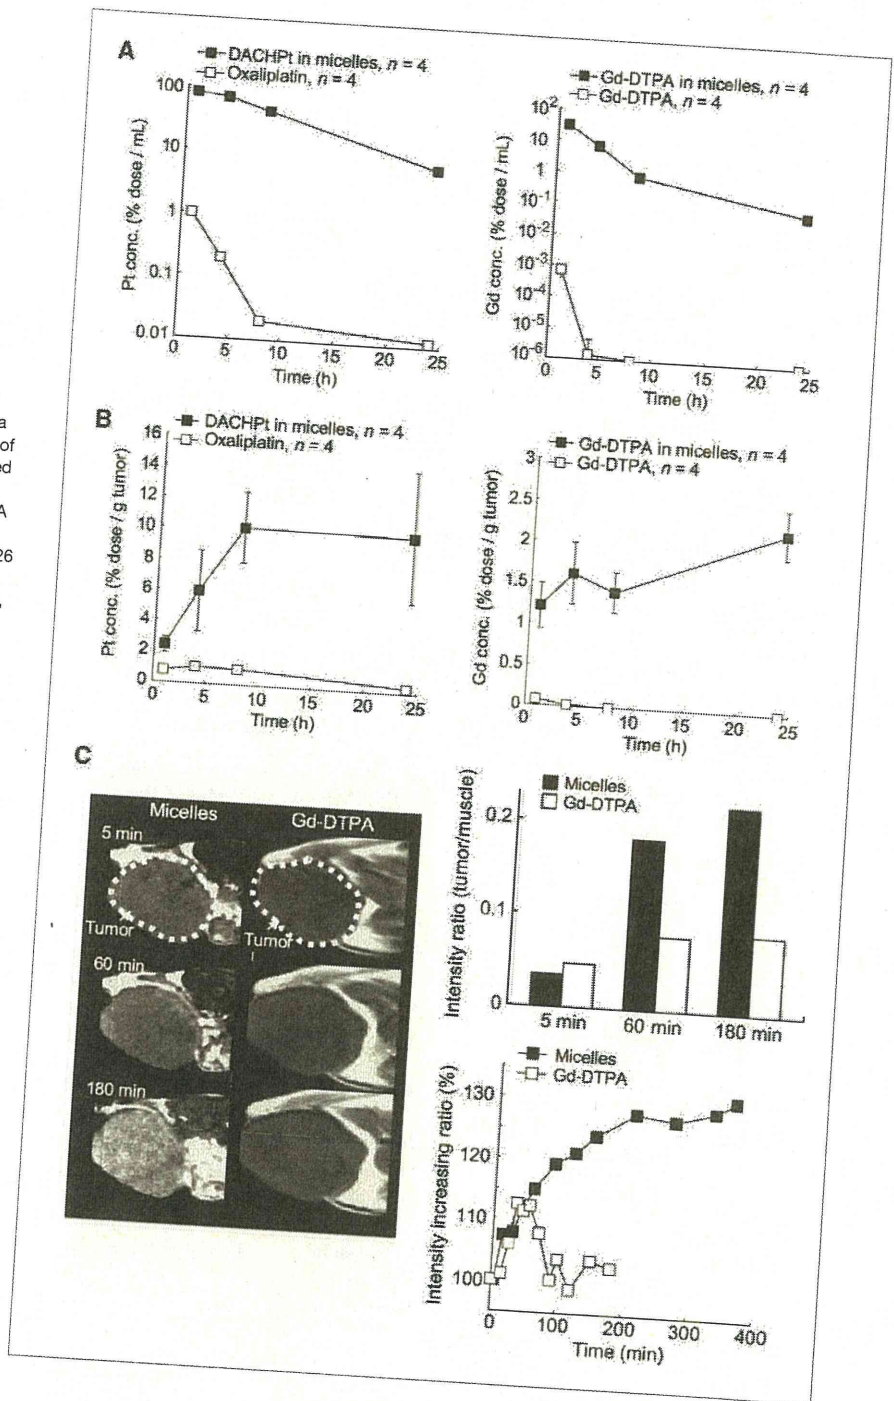 A
DACHPt in micelles, n = 4
Oxaliplatin, n = 4
Pt conc. (% dose / mL)
100
10
1
0.1
0.01
0 5 10 15 20 25
Time (h)
Gd-DTPA in micelles, n = 4
Gd-DTPA, n = 4
Gd conc. (% dose / mL)
10²
10
1
10⁻¹
10⁻²
10⁻³
10⁻⁴
10⁻⁵
10⁻⁶
0 5 10 15 20 25
Time (h)
a
of
ed
A
26
B
DACHPt in micelles, n = 4
Oxaliplatin, n = 4
Pt conc. (% dose / g tumor)
16
14
12
10
8
6
4
2
0
0 5 10 15 20 25
Time (h)
Gd-DTPA in micelles, n = 4
Gd-DTPA, n = 4
Gd conc. (% dose / g tumor)
3
2.5
2
1.5
1
0.5
0
0 5 10 15 20 25
Time (h)
C
Micelles Gd-DTPA
5 min
Tumor Tumor
60 min
180 min
Micelles
Gd-DTPA
Intensity ratio (tumor/muscle)
0.2
0.1
0
5 min 60 min 180 min
Micelles
Gd-DTPA
Intensity increasing ratio (%)
130
120
110
100
0 100 200 300 400
Time (min)